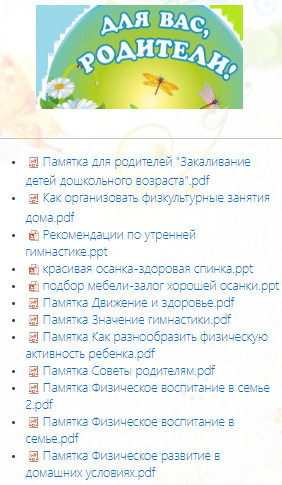 ДЛЯ ВАС,
РОДИТЕЛИ!
Памятка для родителей "Закаливание
детей дошкольного возраста".pdf
Как организовать физкультурные занятия
дома.pdf
Рекомендации по утренней
гимнастике.ppt
красивая осанка-здоровая спинка.ppt
подбор мебели-залог хорошей осанки.ppt
Памятка Движение и здоровье.pdf
Памятка Значение гимнастики.pdf
Памятка Как разнообразить физическую
активность ребенка.pdf
Памятка Советы родителям.pdf
Памятка Физическое воспитание в семье
2.pdf
Памятка Физическое воспитание в
семье.pdf
Памятка Физическое развитие в
домашних условиях.pdf